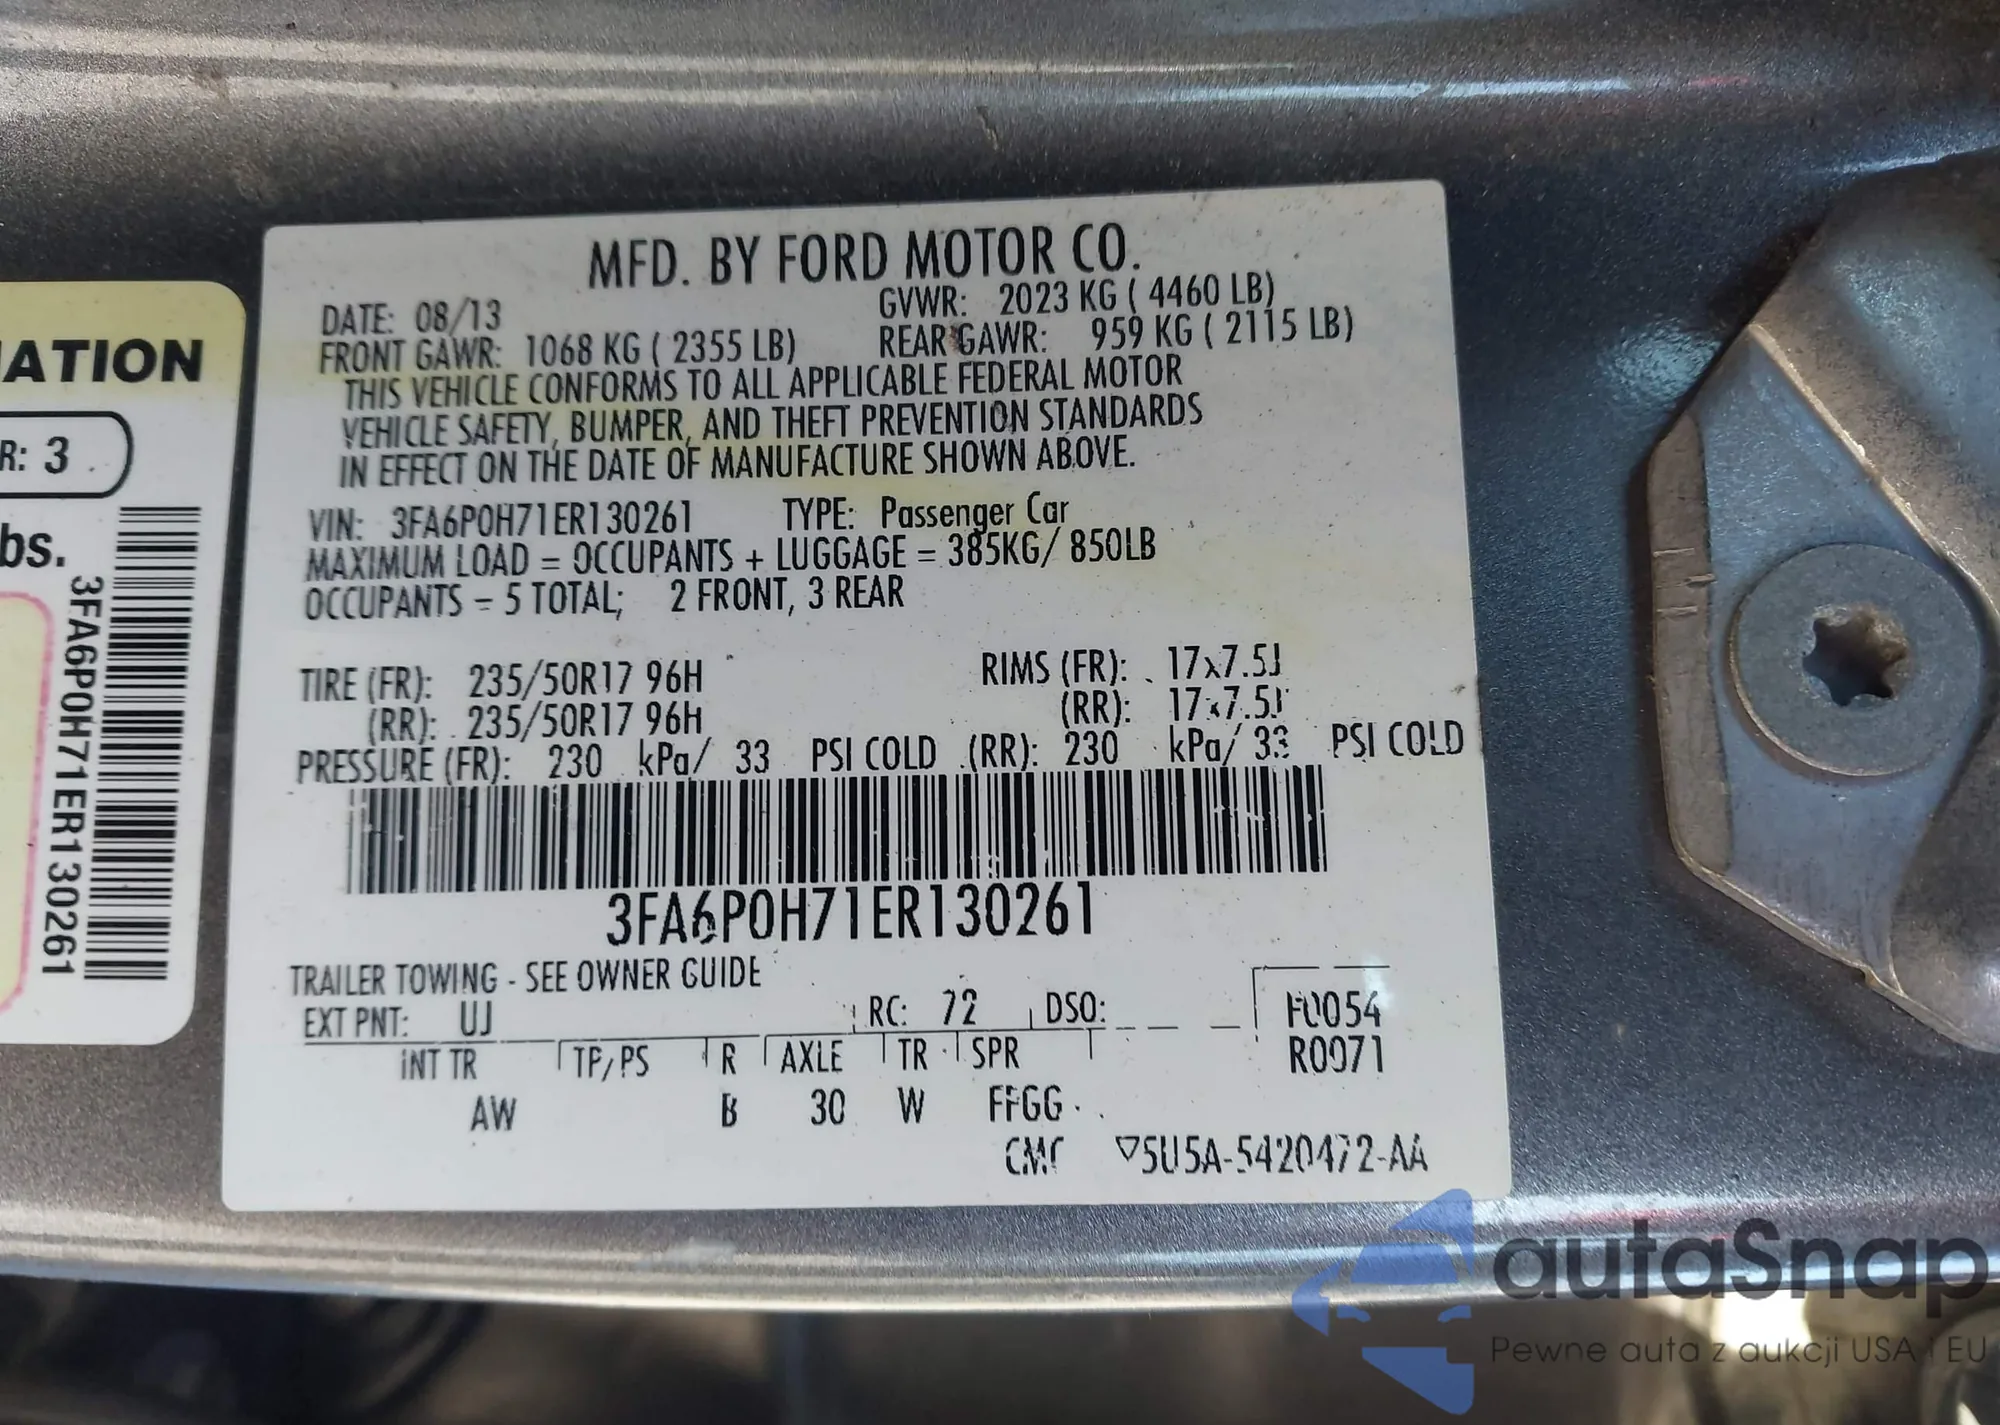 MFD. BY FORD MOTOR CO.
DATE: 08/13 GVWR: 2023 KG ( 4460 LB)
FRONT GAWR: 1068 KG ( 2355 LB) REAR GAWR: 959 KG ( 2115 LB)
THIS VEHICLE CONFORMS TO ALL APPLICABLE FEDERAL MOTOR
VEHICLE SAFETY, BUMPER, AND THEFT PREVENTION STANDARDS
IN EFFECT ON THE DATE OF MANUFACTURE SHOWN ABOVE.
VIN: 3FA6P0H71ER130261 TYPE: Passenger Car
MAXIMUM LOAD = OCCUPANTS + LUGGAGE = 385KG/ 850LB
OCCUPANTS = 5 TOTAL; 2 FRONT, 3 REAR
TIRE (FR): 235/50R17 96H RIMS (FR): 17x7.5J
(RR): 235/50R17 96H (RR): 17x7.5J
PRESSURE (FR): 230 kPa/ 33 PSI COLD (RR): 230 kPa/ 33 PSI COLD
3FA6P0H71ER130261
TRAILER TOWING - SEE OWNER GUIDE
EXT PNT: UJ RC: 72 DSO: F0054
INT TR TP/PS R AXLE TR SPR R0071
AW B 30 W FFGG
CMC ▽5U5A-5420472-AA
ATION
R: 3
bs.
3FA6P0H71ER130261
autaSnap
Pewne auta z aukcji USA i EU